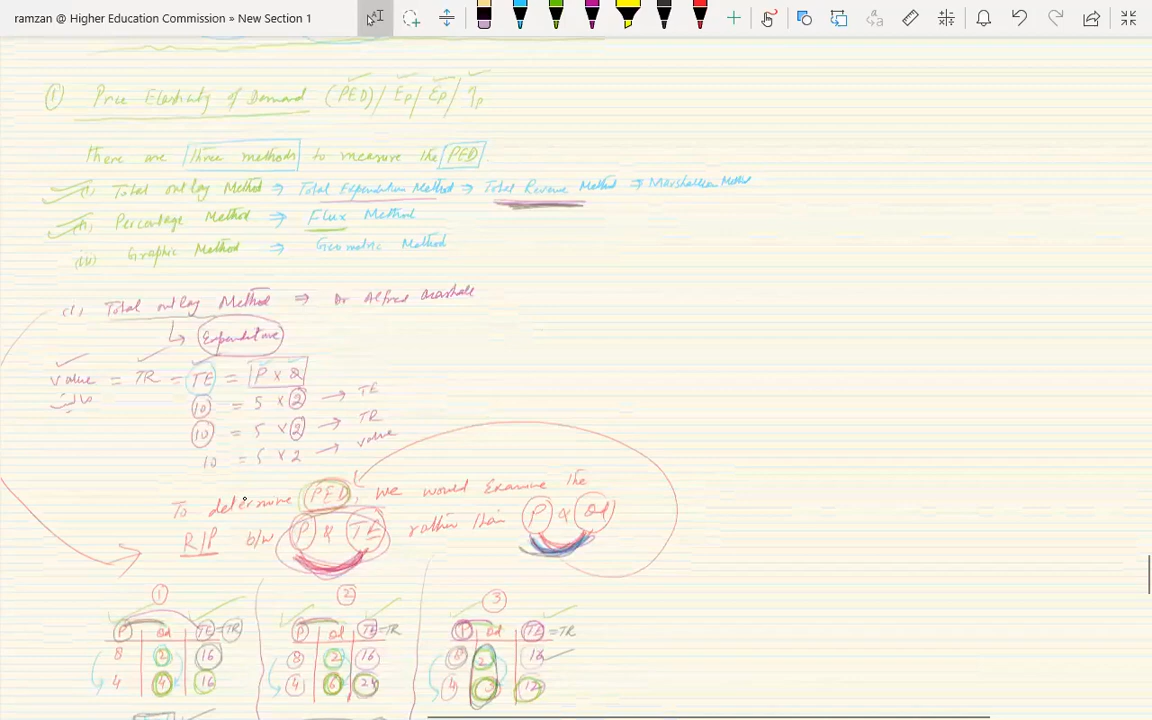 ramzan @ Higher Education Commission » New Section 1
① Price Elasticity of Demand (PED)/ Ep/ Ep/ ηp
There are three methods to measure the PED
(i) Total outlay Method ⇒ Total Expenditure Method ⇒ Total Revenue Method ⇒ Marshallian Method
(ii) Percentage Method ⇒ Flux Method
(iii) Graphic Method ⇒ Geometric Method
(i) Total outlay Method ⇒ Dr Alfred Marshall
Expenditure
Value = TR = TE = P × Q
مالیت
10 = 5 × 2 → TE
10 = 5 × 2 → TR
10 = 5 × 2 → value
To determine PED, we would examine the
R/P b/w P & TE rather than P & Qd
① ② ③
P Qd TE=TR P Qd TE=TR P Qd TE=TR
8 2 16 8 2 16 8 2 16
4 4 16 4 6 24 4 3 12